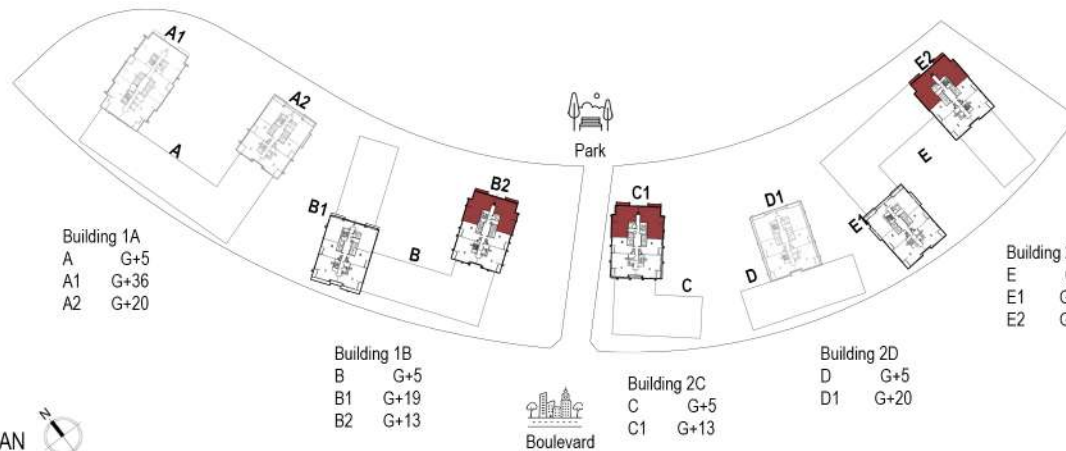 A1
A2
A
B1
B2
B
Park
C1
C
D1
D
E2
E
E1
Building 1A
A G+5
A1 G+36
A2 G+20
Building 1B
B G+5
B1 G+19
B2 G+13
Boulevard
Building 2C
C G+5
C1 G+13
Building 2D
D G+5
D1 G+20
Building
E
E1
E2
N